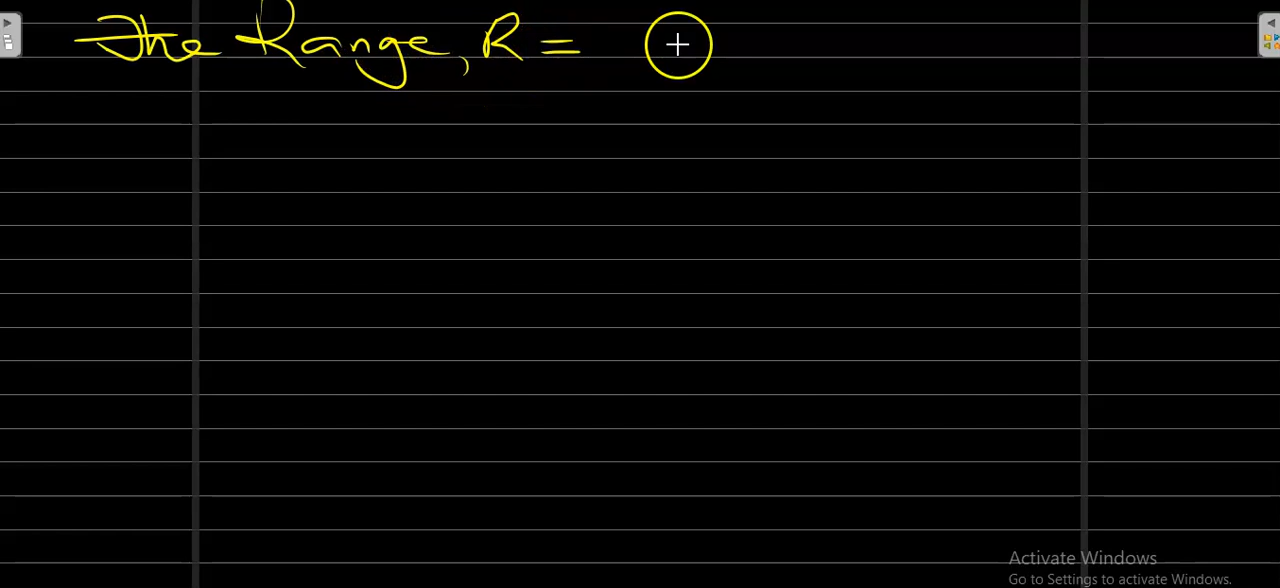 The Range, R =
Activate Windows
Go to Settings to activate Windows.